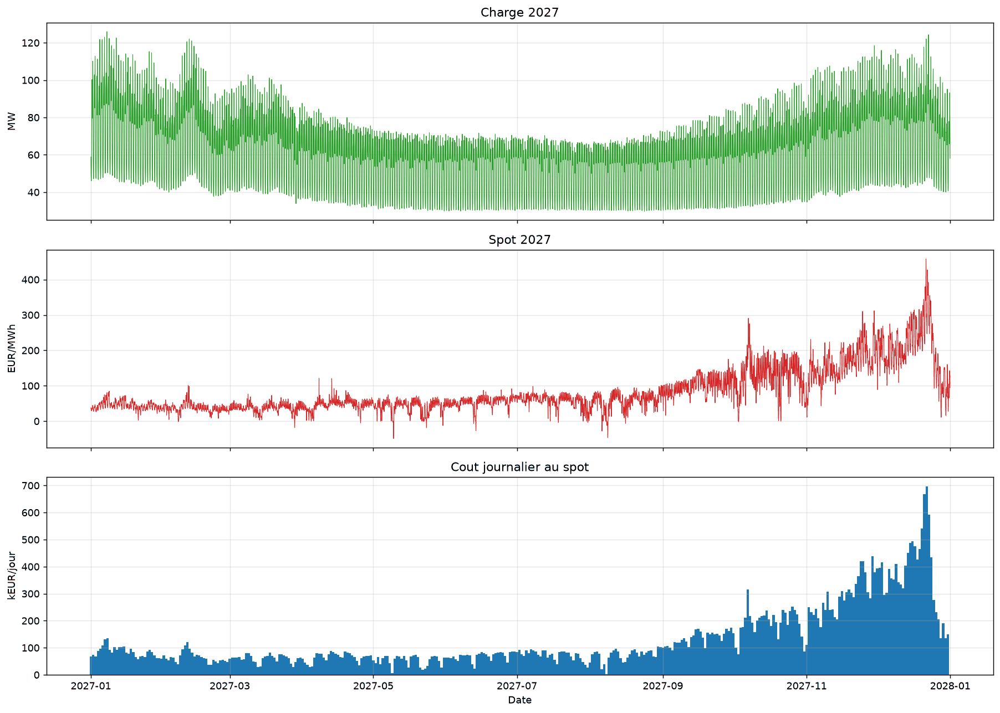 Charge 2027
120
100
80
60
40
MW
Spot 2027
400
300
200
100
0
EUR/MWh
Cout journalier au spot
700
600
500
400
300
200
100
0
kEUR/jour
2027-01 2027-03 2027-05 2027-07 2027-09 2027-11 2028-01
Date